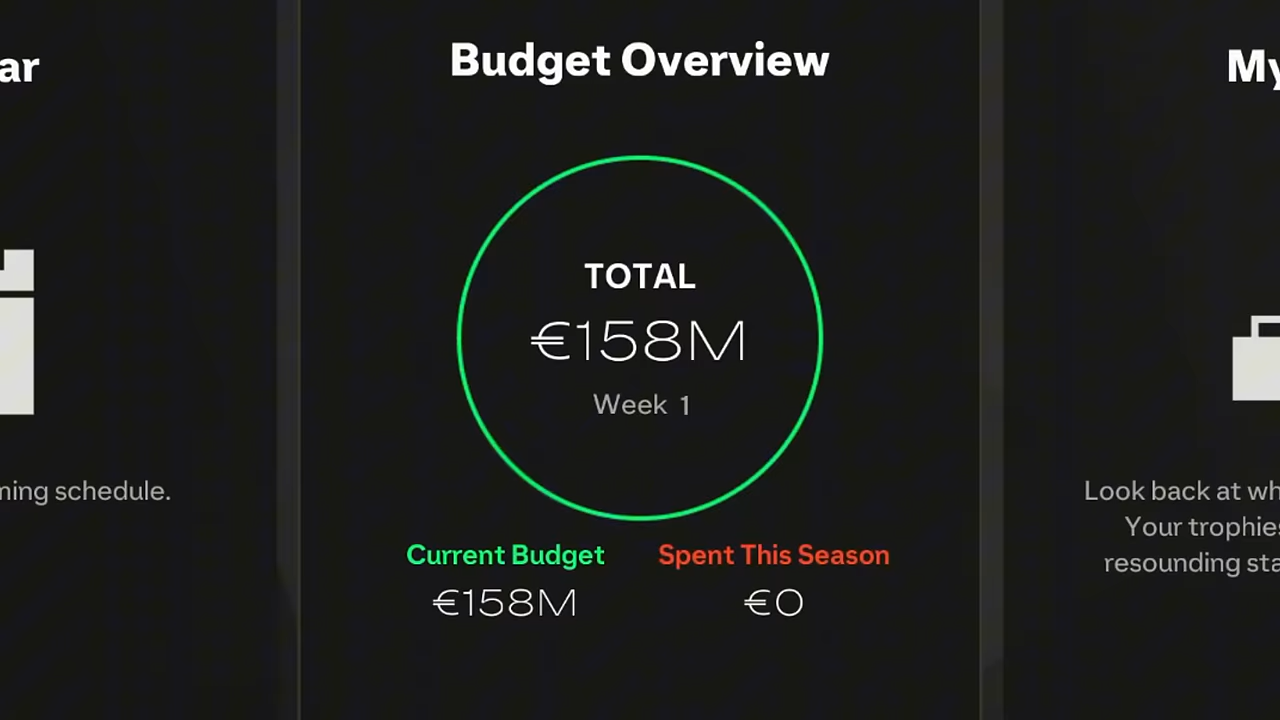 ar
Budget Overview
My
TOTAL
€158M
Week 1
ning schedule.
Look back at wh
Your trophies
resounding sta
Current Budget
Spent This Season
€158M
€0